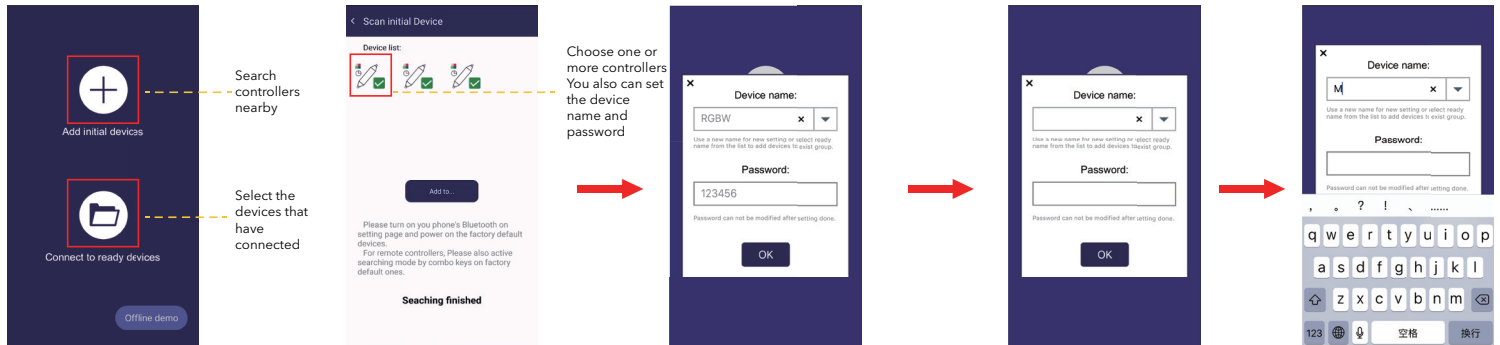 Add initial devices
Connect to ready devices
Offline demo
Search
controllers
nearby
Select the
devices that
have
connected
< Scan initial Device
Device list:
Add to...
Please turn on you phone's Bluetooth on
setting page and power on the factory default
devices.
For remote controllers, Please also active
searching mode by combo keys on factory
default ones.
Seaching finished
Choose one or
more controllers
You also can set
the device
name and
password
×
Device name:
RGBW ×
Use a new name for new setting or select ready
name from the list to add devices to exist group.
Password:
123456
Password can not be modified after setting done.
OK
×
Device name:
×
Use a new name for new setting or select ready
name from the list to add devices to exist group.
Password:
Password can not be modified after setting done.
OK
×
Device name:
M ×
Use a new name for new setting or select ready
name from the list to add devices to exist group.
Password:
Password can not be modified after setting done.
， 。 ? ! 、 ……
q w e r t y u i o p
a s d f g h j k l
z x c v b n m
123 空格 换行